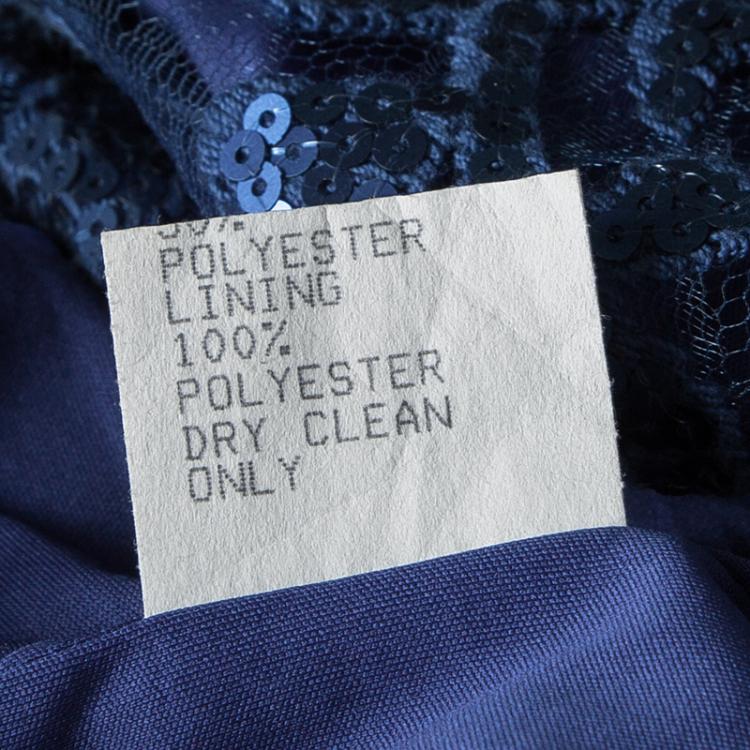 POLYESTER
LINING
100%
POLYESTER
DRY CLEAN
ONLY